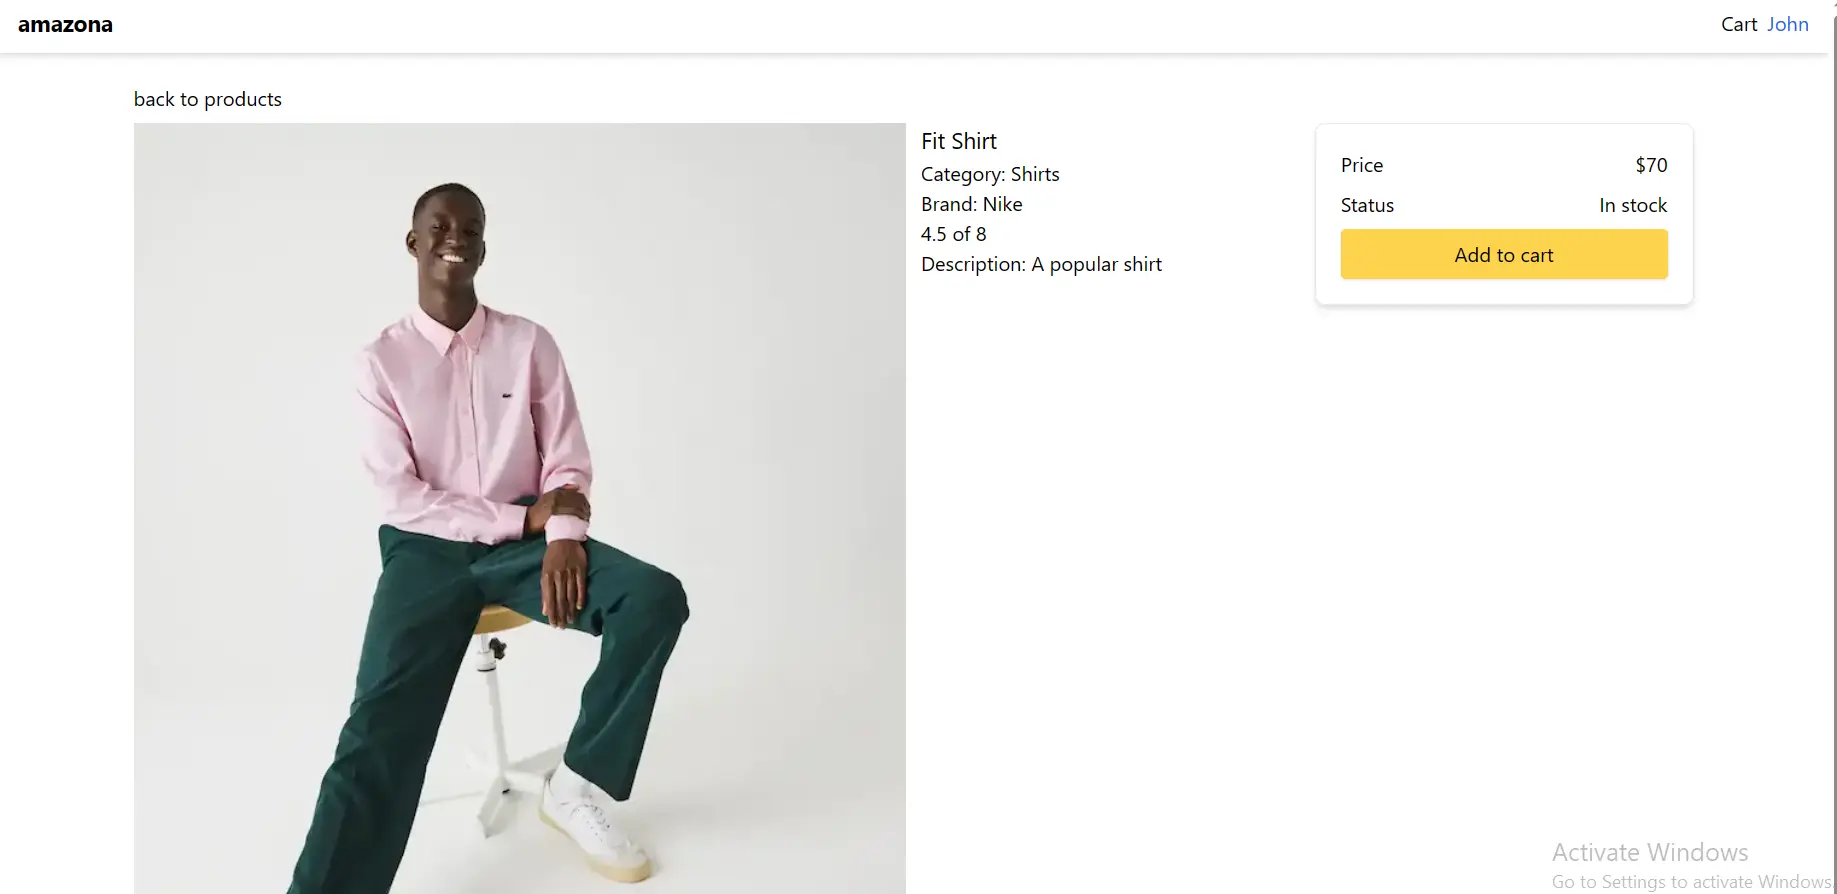 amazona
Cart John
back to products
Fit Shirt
Category: Shirts
Brand: Nike
4.5 of 8
Description: A popular shirt
Price $70
Status In stock
Add to cart
Activate Windows
Go to Settings to activate Windows